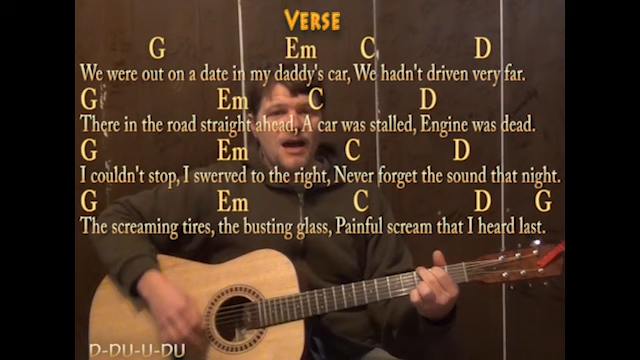 VERSE
G Em C D
We were out on a date in my daddy's car, We hadn't driven very far.
G Em C D
There in the road straight ahead, A car was stalled, Engine was dead.
G Em C D
I couldn't stop, I swerved to the right, Never forget the sound that night.
G Em C D G
The screaming tires, the busting glass, Painful scream that I heard last.
D-DU-U-DU